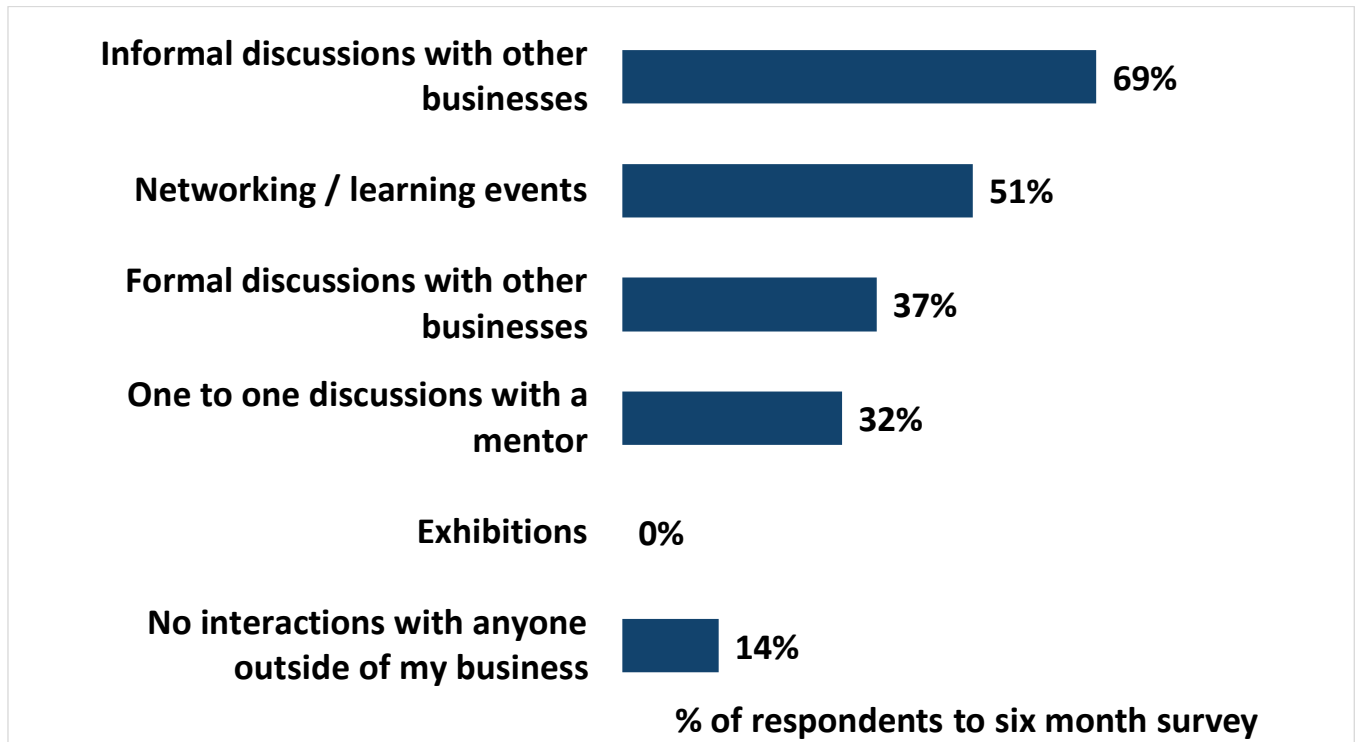 Informal discussions with other
businesses
69%
Networking / learning events
51%
Formal discussions with other
businesses
37%
One to one discussions with a
mentor
32%
Exhibitions
0%
No interactions with anyone
outside of my business
14%
% of respondents to six month survey